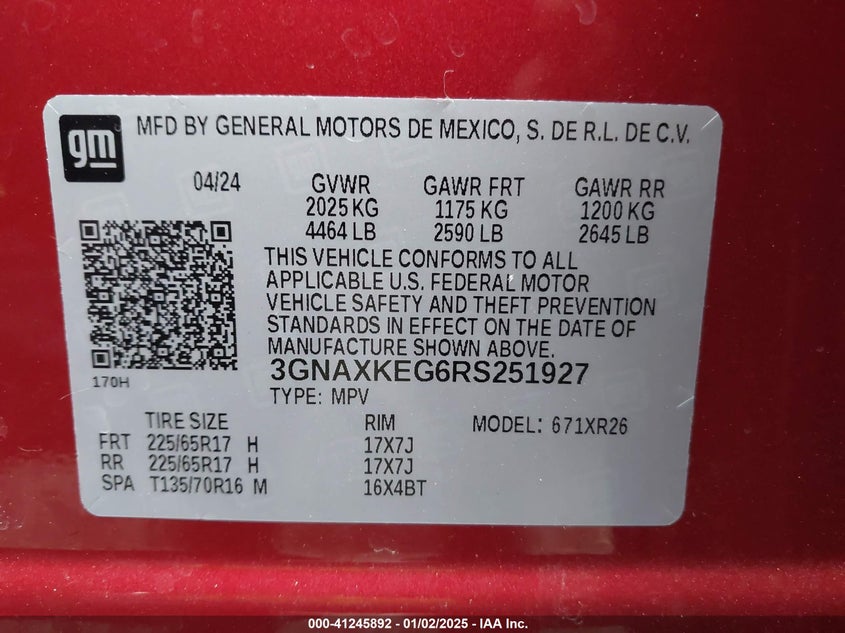 gm
MFD BY GENERAL MOTORS DE MEXICO, S. DE R.L. DE C.V.
04/24 GVWR GAWR FRT GAWR RR
2025 KG 1175 KG 1200 KG
4464 LB 2590 LB 2645 LB
THIS VEHICLE CONFORMS TO ALL
APPLICABLE U.S. FEDERAL MOTOR
VEHICLE SAFETY AND THEFT PREVENTION
STANDARDS IN EFFECT ON THE DATE OF
MANUFACTURE SHOWN ABOVE.
170H
3GNAXKEG6RS251927
TYPE: MPV
TIRE SIZE RIM MODEL: 671XR26
FRT 225/65R17 H 17X7J
RR 225/65R17 H 17X7J
SPA T135/70R16 M 16X4BT
000-41245892 - 01/02/2025 - IAA Inc.